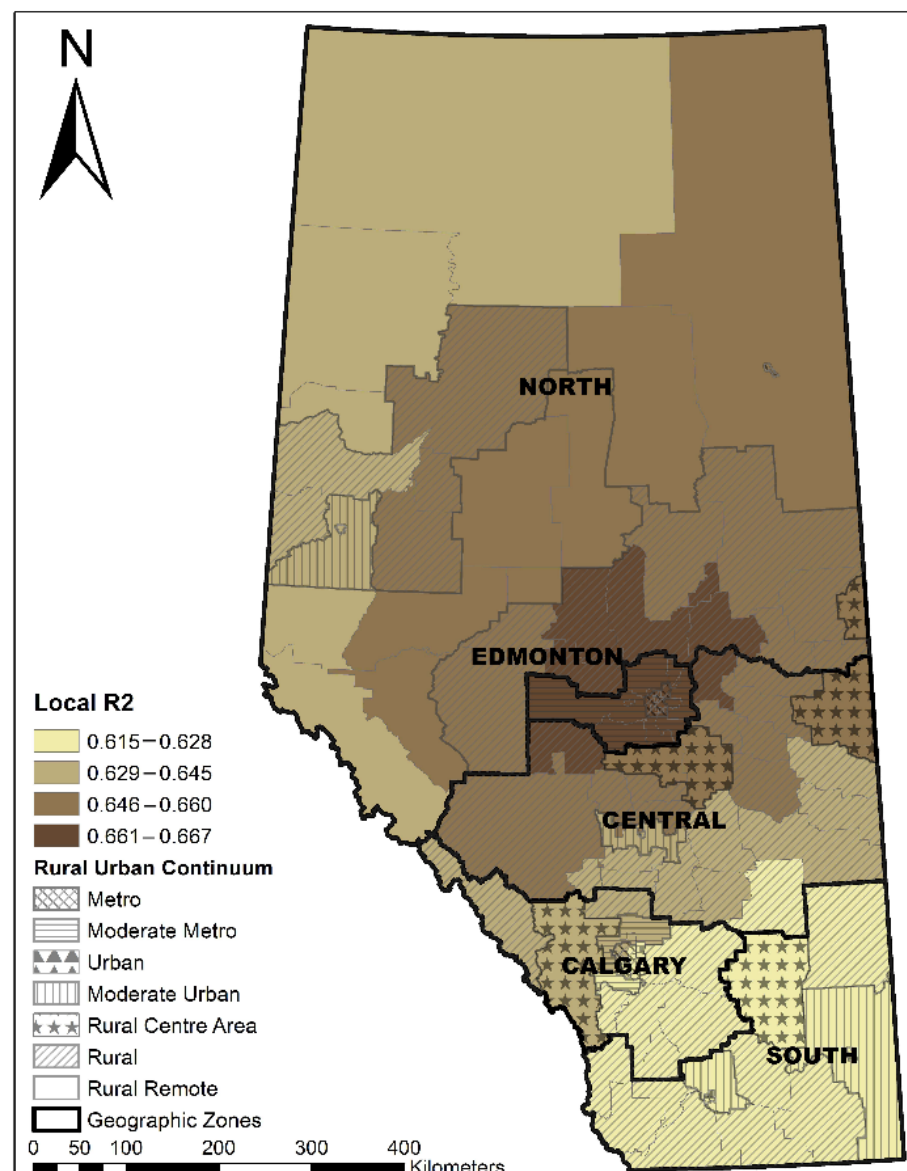 N
NORTH
EDMONTON
CENTRAL
CALGARY
SOUTH
Local R2
0.615–0.628
0.629–0.645
0.646–0.660
0.661–0.667
Rural Urban Continuum
Metro
Moderate Metro
Urban
Moderate Urban
Rural Centre Area
Rural
Rural Remote
Geographic Zones
0 50 100 200 300 400
Kilometers